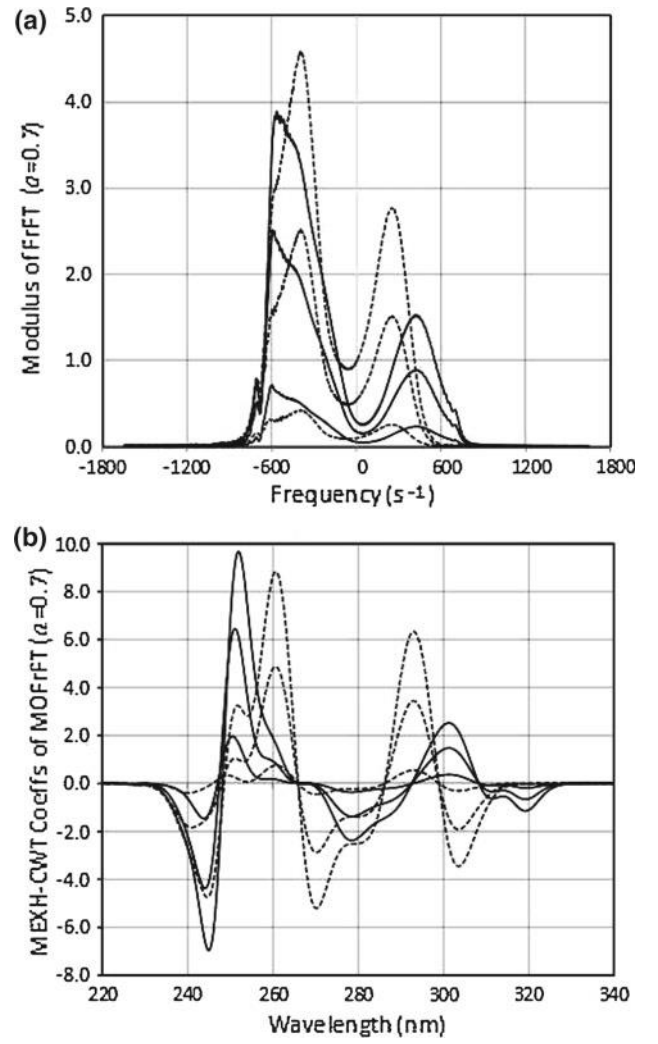 (a)
5.0
4.0
3.0
2.0
1.0
0.0
Modulus of FrFT (a=0.7)
-1800 -1200 -600 0 600 1200 1800
Frequency (s⁻¹)
(b)
10.0
8.0
6.0
4.0
2.0
0.0
-2.0
-4.0
-6.0
-8.0
MEXH-CWT Coeffs of MOFrFT (a=0.7)
220 240 260 280 300 320 340
Wavelength (nm)